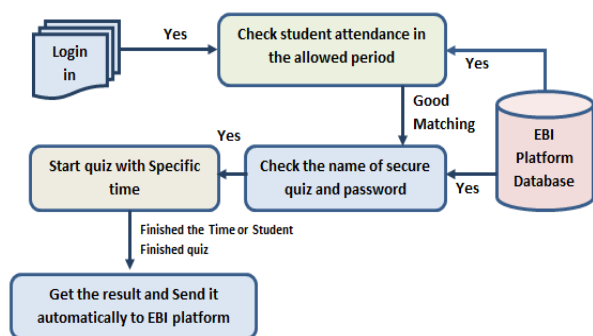 Login
in
Yes
Check student attendance in
the allowed period
Yes
Good
Matching
EBI
Platform
Database
Yes
Check the name of secure
quiz and password
Yes
Start quiz with Specific
time
Finished the Time or Student
Finished quiz
Get the result and Send it
automatically to EBI platform